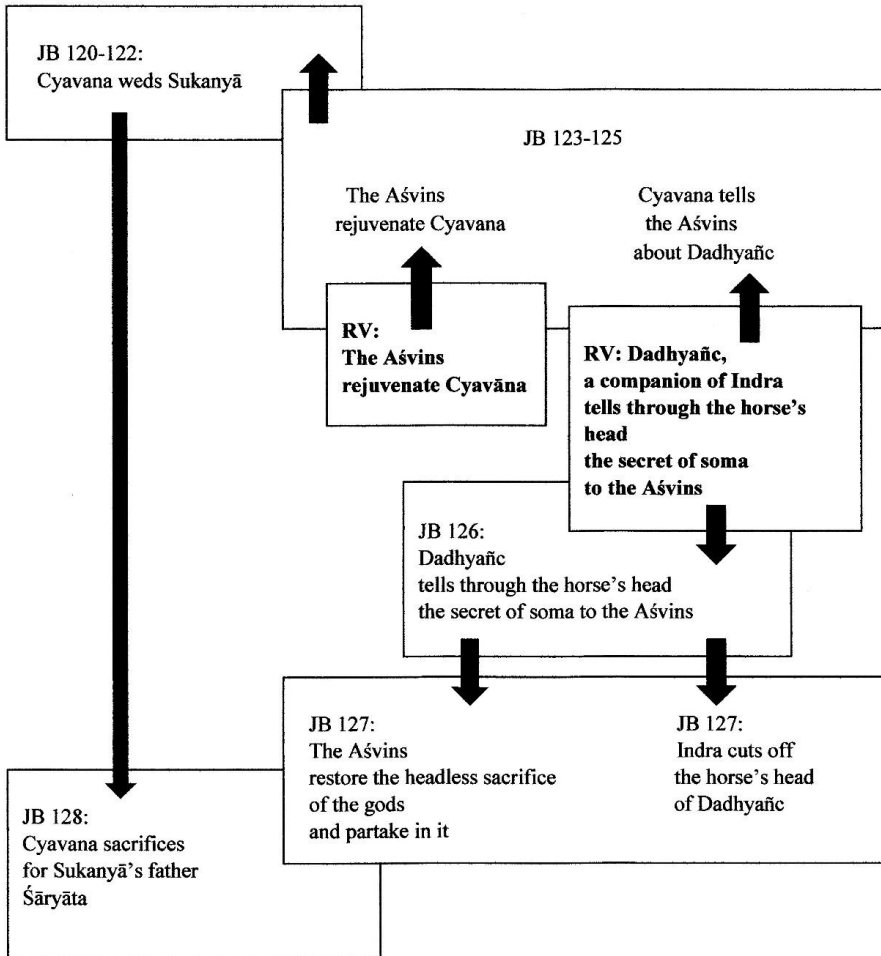 JB 120-122:
Cyavana weds Sukanyā
JB 123-125
The Aśvins
rejuvenate Cyavana
Cyavana tells
the Aśvins
about Dadhyañc
RV:
The Aśvins
rejuvenate Cyavāna
RV: Dadhyañc,
a companion of Indra
tells through the horse's
head
the secret of soma
to the Aśvins
JB 126:
Dadhyañc
tells through the horse's head
the secret of soma to the Aśvins
JB 127:
The Aśvins
restore the headless sacrifice
of the gods
and partake in it
JB 127:
Indra cuts off
the horse's head
of Dadhyañc
JB 128:
Cyavana sacrifices
for Sukanyā's father
Śāryāta